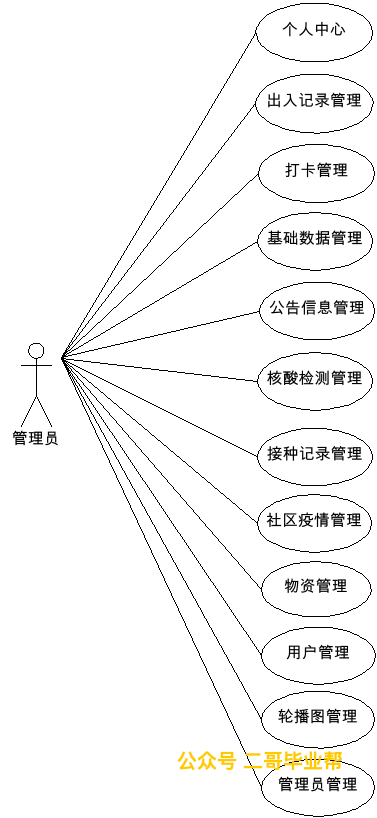 个人中心
出入记录管理
打卡管理
基础数据管理
公告信息管理
核酸检测管理
管理员
接种记录管理
社区疫情管理
物资管理
用户管理
轮播图管理
公众号 二哥毕业帮
管理员管理